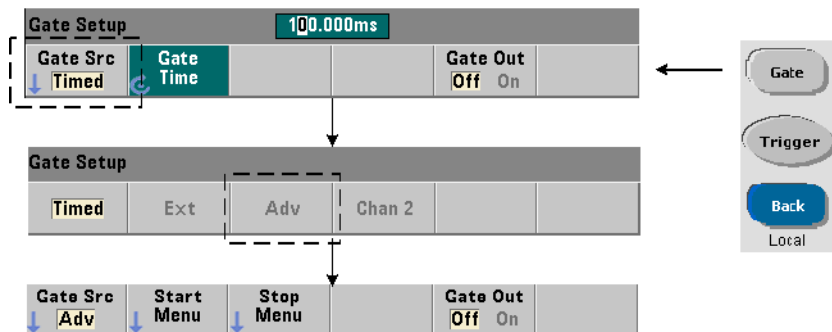 Gate Setup
100.000ms
Gate Src
Timed
Gate
Time
Gate Out
Off On
Gate
Trigger
Back
Local
Gate Setup
Timed
Ext
Adv
Chan 2
Gate Src
Adv
Start
Menu
Stop
Menu
Gate Out
Off On